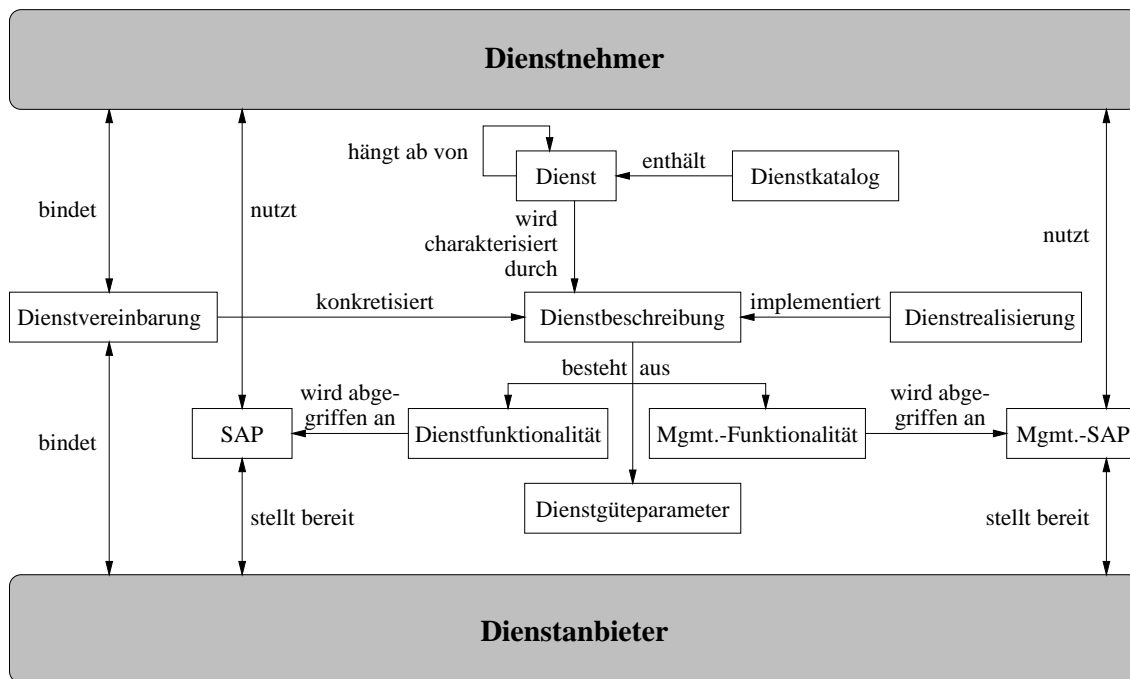 Dienstnehmer
hängt ab von
Dienst
enthält
Dienstkatalog
bindet
nutzt
wird
charakterisiert
durch
nutzt
Dienstvereinbarung
konkretisiert
Dienstbeschreibung
implementiert
Dienstrealisierung
besteht aus
wird abge-
griffen an
wird abge-
griffen an
bindet
SAP
Dienstfunktionalität
Mgmt.-Funktionalität
Mgmt.-SAP
Dienstgüteparameter
stellt bereit
stellt bereit
Dienstanbieter